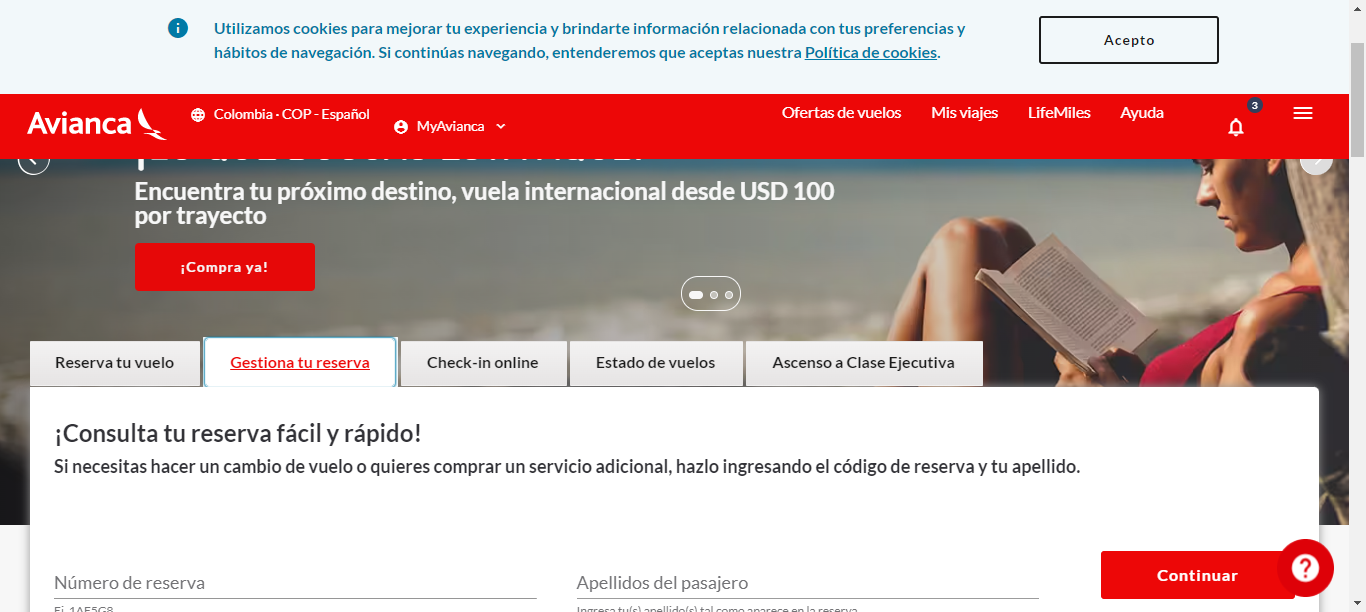 Utilizamos cookies para mejorar tu experiencia y brindarte información relacionada con tus preferencias y
hábitos de navegación. Si continúas navegando, entenderemos que aceptas nuestra Política de cookies.
Acepto
Avianca
Colombia · COP - Español
MyAvianca
Ofertas de vuelos
Mis viajes
LifeMiles
Ayuda
3
Encuentra tu próximo destino, vuela internacional desde USD 100
por trayecto
¡Compra ya!
Reserva tu vuelo
Gestiona tu reserva
Check-in online
Estado de vuelos
Ascenso a Clase Ejecutiva
¡Consulta tu reserva fácil y rápido!
Si necesitas hacer un cambio de vuelo o quieres comprar un servicio adicional, hazlo ingresando el código de reserva y tu apellido.
Número de reserva
Apellidos del pasajero
Continuar
?
Ej. 1AE5G8
Ingresa tu(s) apellido(s) tal como aparece en la reserva